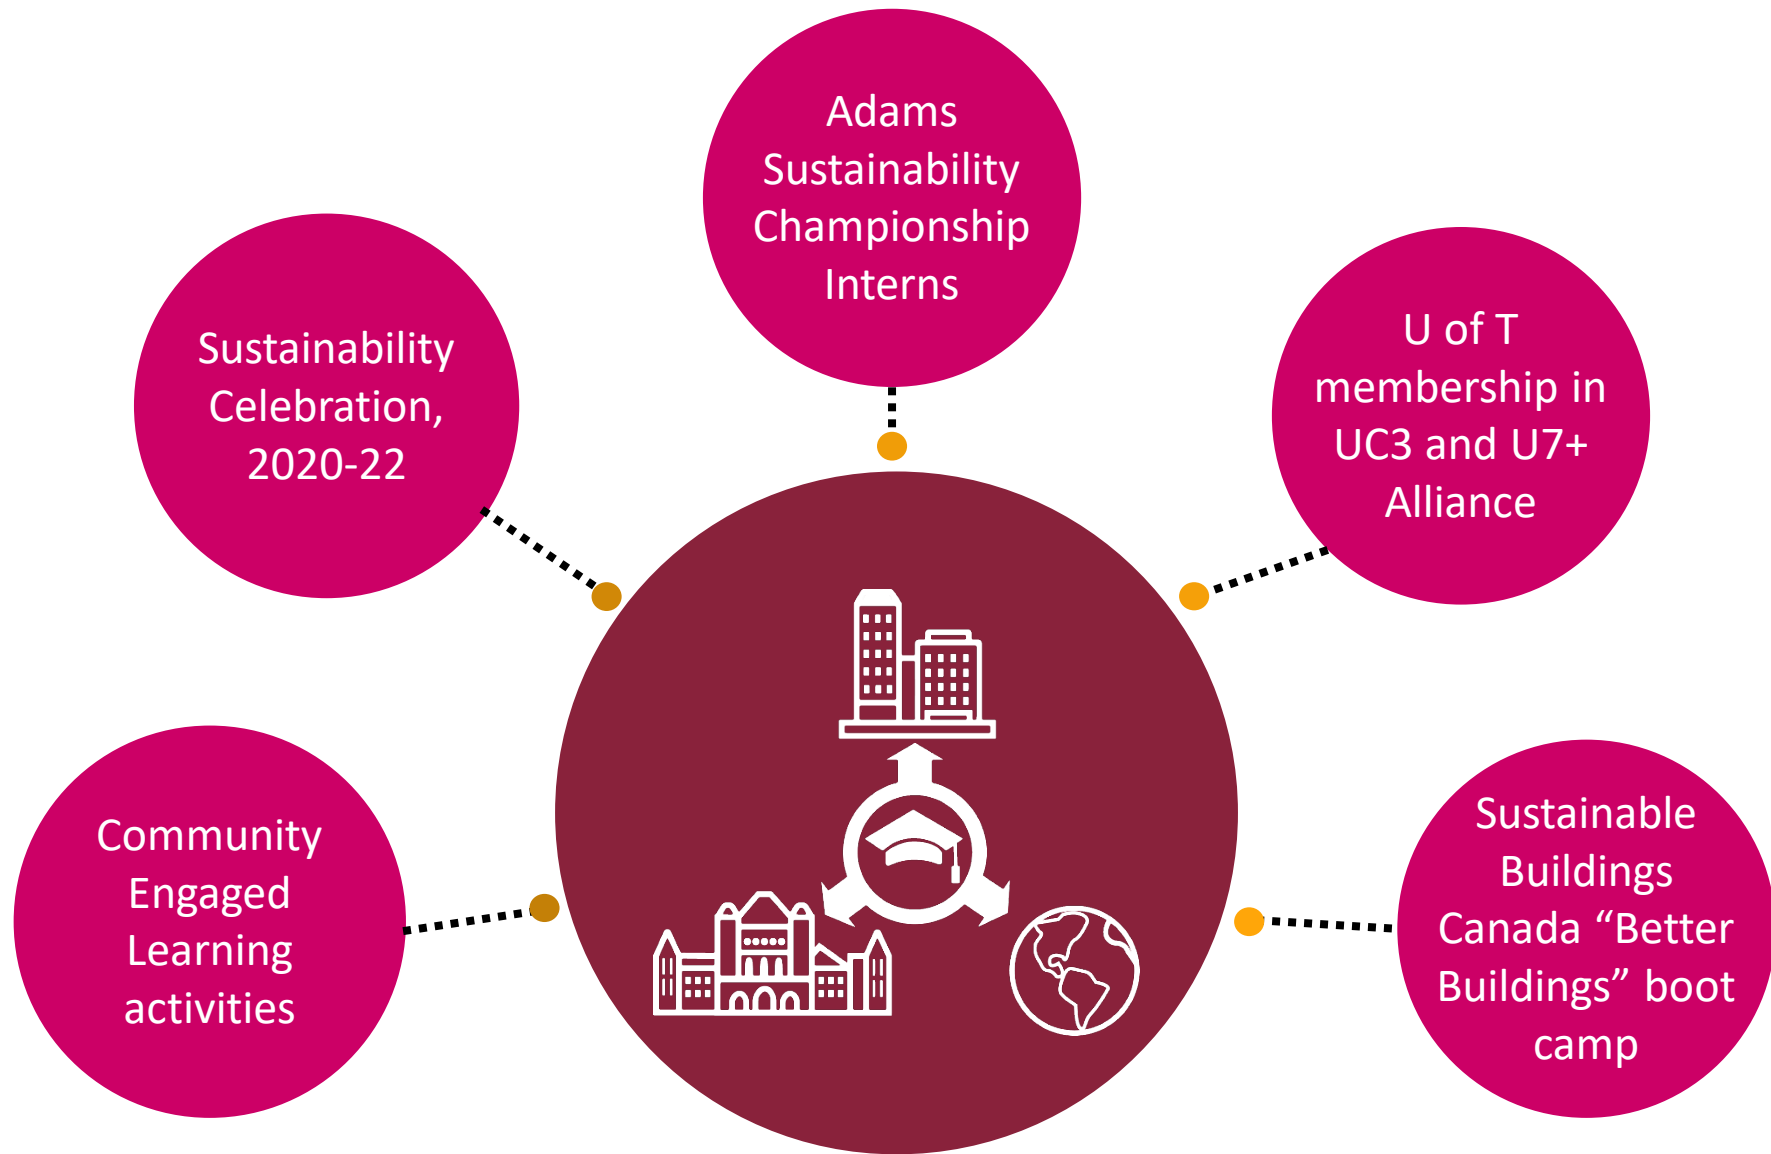 Adams
Sustainability
Championship
Interns
Sustainability
Celebration,
2020-22
U of T
membership in
UC3 and U7+
Alliance
Community
Engaged
Learning
activities
Sustainable
Buildings
Canada “Better
Buildings” boot
camp